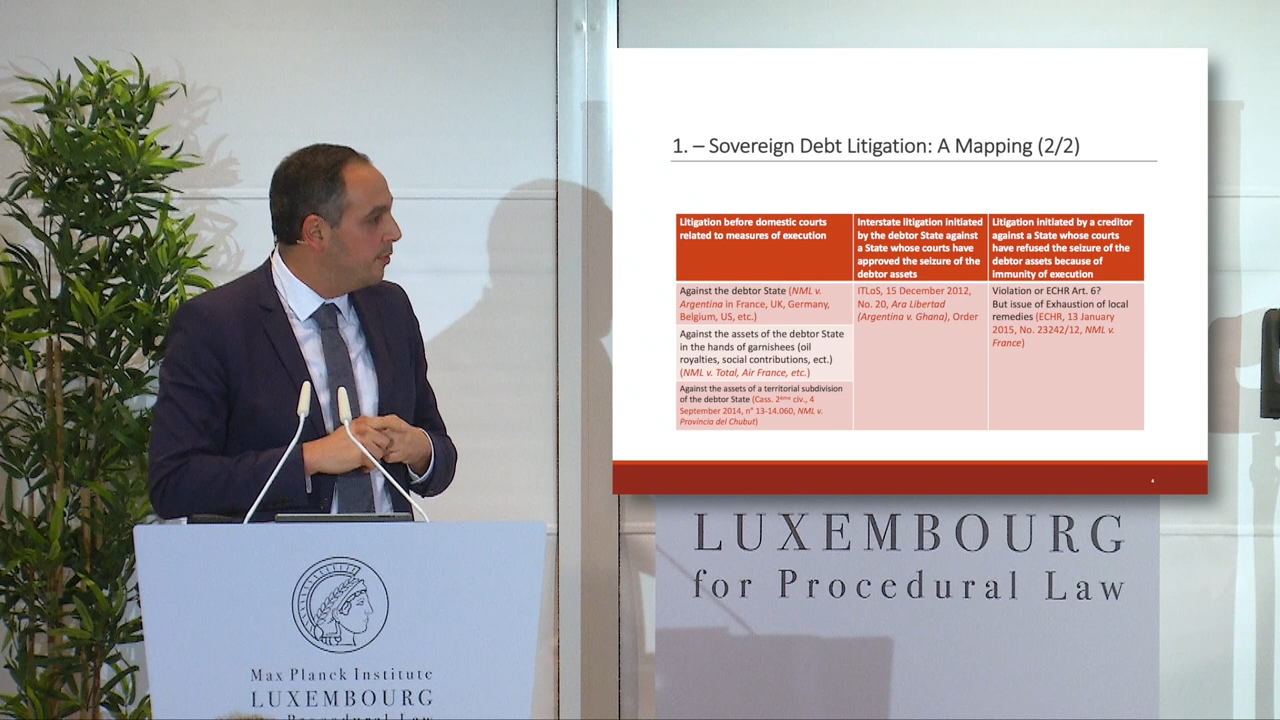 1. – Sovereign Debt Litigation: A Mapping (2/2)
Litigation before domestic courts
related to measures of execution
Interstate litigation initiated
by the debtor State against
a State whose courts have
approved the seizure of the
debtor assets
Litigation initiated by a creditor
against a State whose courts
have refused the seizure of the
debtor assets because of
immunity of execution
Against the debtor State (NML v.
Argentina in France, UK, Germany,
Belgium, US, etc.)
Against the assets of the debtor State
in the hands of garnishees (oil
royalties, social contributions, ect.)
(NML v. Total, Air France, etc.)
Against the assets of a territorial subdivision
of the debtor State (Cass. 2ème civ., 4
September 2014, n° 13-14.060, NML v.
Provincia del Chubut)
ITLoS, 15 December 2012,
No. 20, Ara Libertad
(Argentina v. Ghana), Order
Violation or ECHR Art. 6?
But issue of Exhaustion of local
remedies (ECHR, 13 January
2015, No. 23242/12, NML v.
France)
4
LUXEMBOURG
for Procedural Law
Max Planck Institute
LUXEMBOURG
for Procedural Law